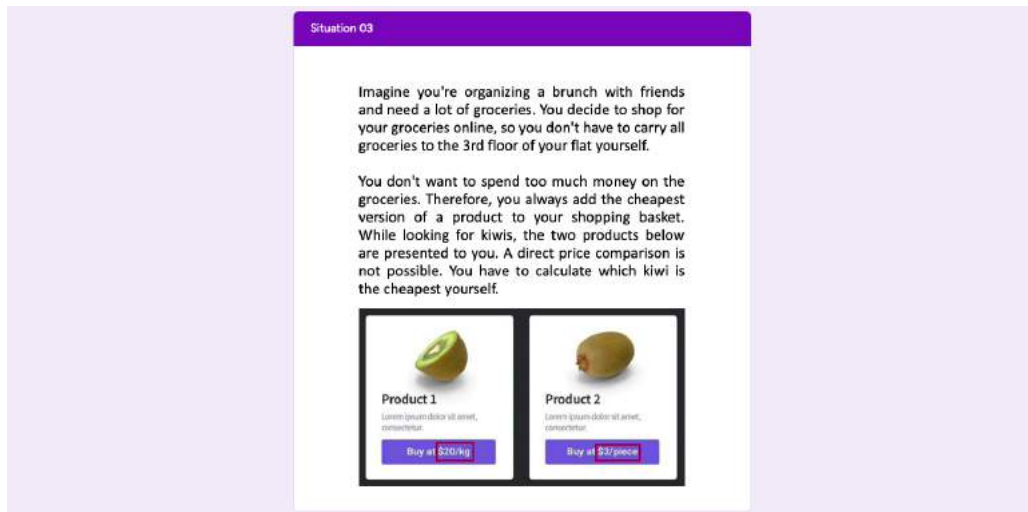 Situation 03
Imagine you're organizing a brunch with friends
and need a lot of groceries. You decide to shop for
your groceries online, so you don't have to carry all
groceries to the 3rd floor of your flat yourself.
You don't want to spend too much money on the
groceries. Therefore, you always add the cheapest
version of a product to your shopping basket.
While looking for kiwis, the two products below
are presented to you. A direct price comparison is
not possible. You have to calculate which kiwi is
the cheapest yourself.
Product 1
Lorem ipsum dolor sit amet,
consectetur.
Buy at $20/kg
Product 2
Lorem ipsum dolor sit amet,
consectetur.
Buy at $3/piece